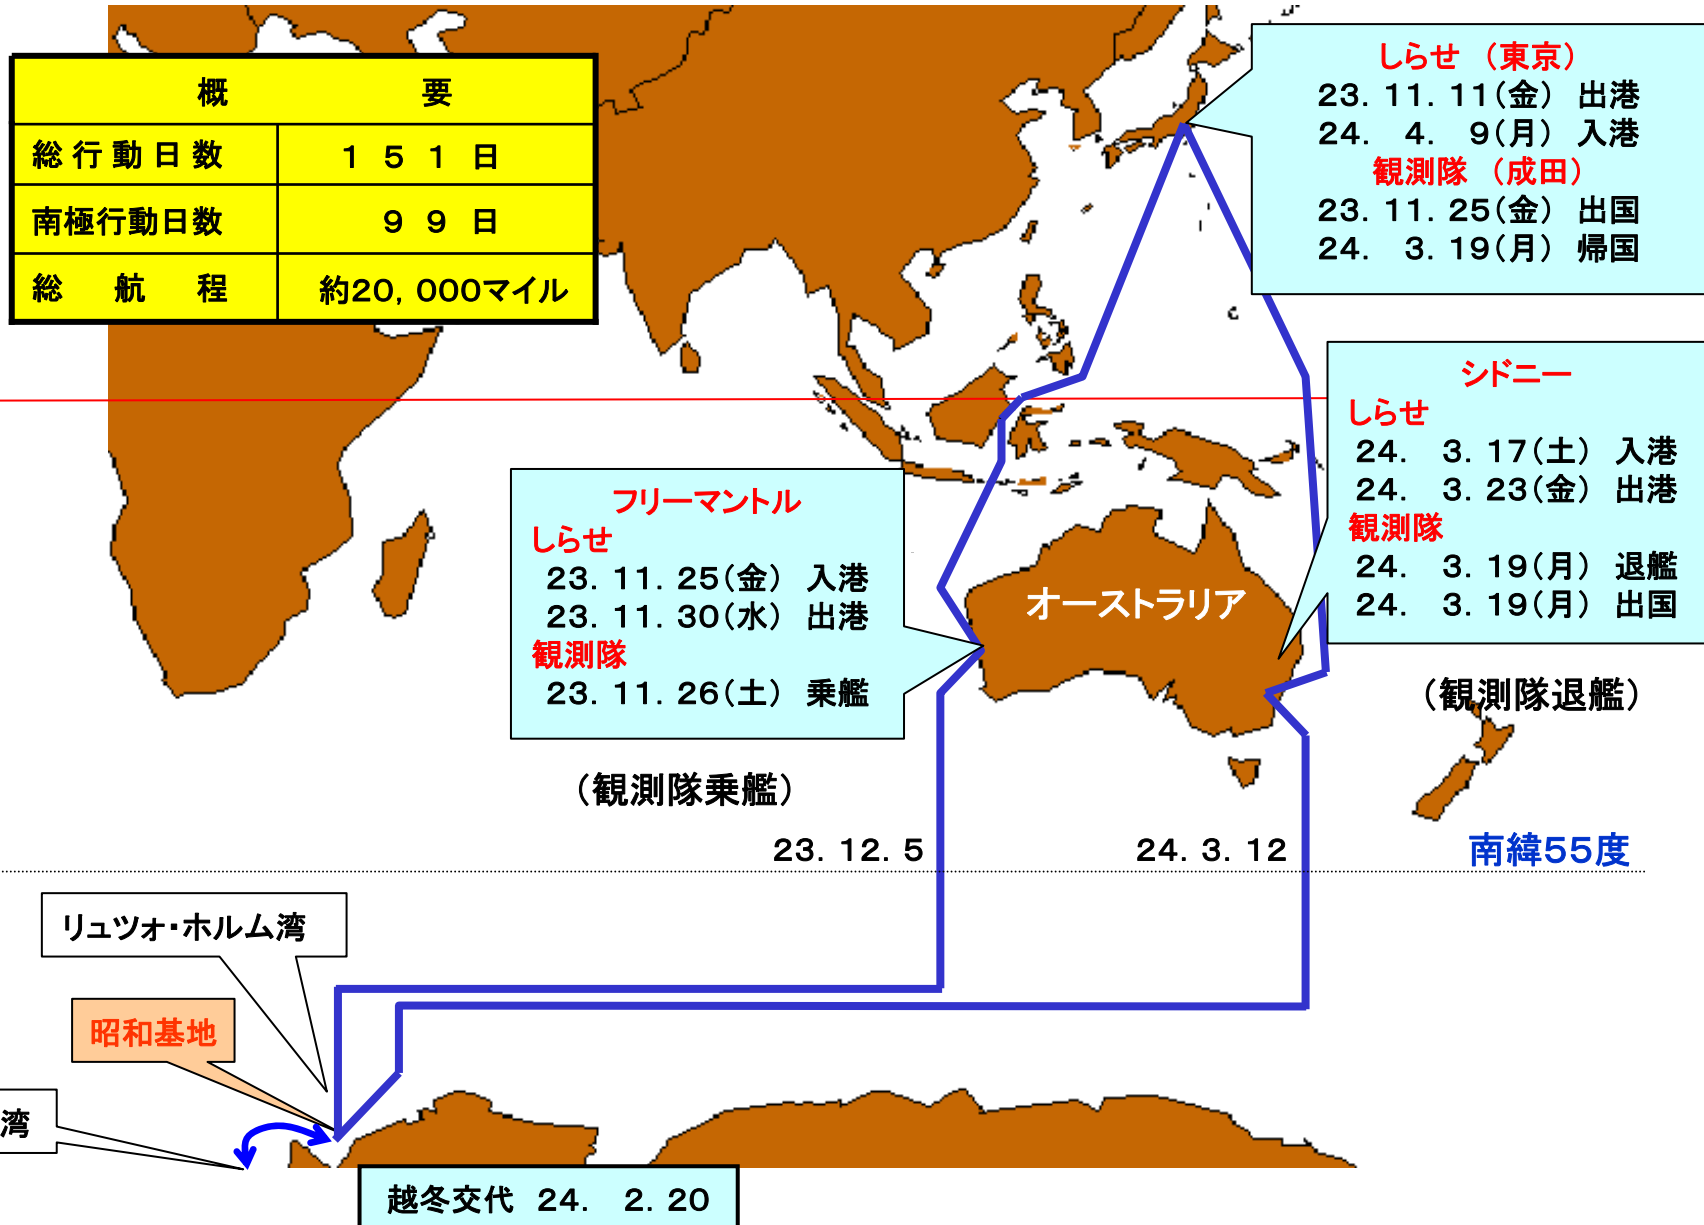 概　要
総行動日数　１５１日
南極行動日数　９９日
総航程　約20，000マイル
しらせ（東京）
23．11．11（金） 出港
24．4．9（月） 入港
観測隊（成田）
23．11．25（金） 出国
24．3．19（月） 帰国
シドニー
しらせ
24．3．17（土） 入港
24．3．23（金） 出港
観測隊
24．3．19（月） 退艦
24．3．19（月） 出国
（観測隊退艦）
フリーマントル
しらせ
23．11．25（金） 入港
23．11．30（水） 出港
観測隊
23．11．26（土） 乗艦
（観測隊乗艦）
オーストラリア
23．12．5
24．3．12
南緯55度
リュツォ・ホルム湾
昭和基地
湾
越冬交代 24．2．20